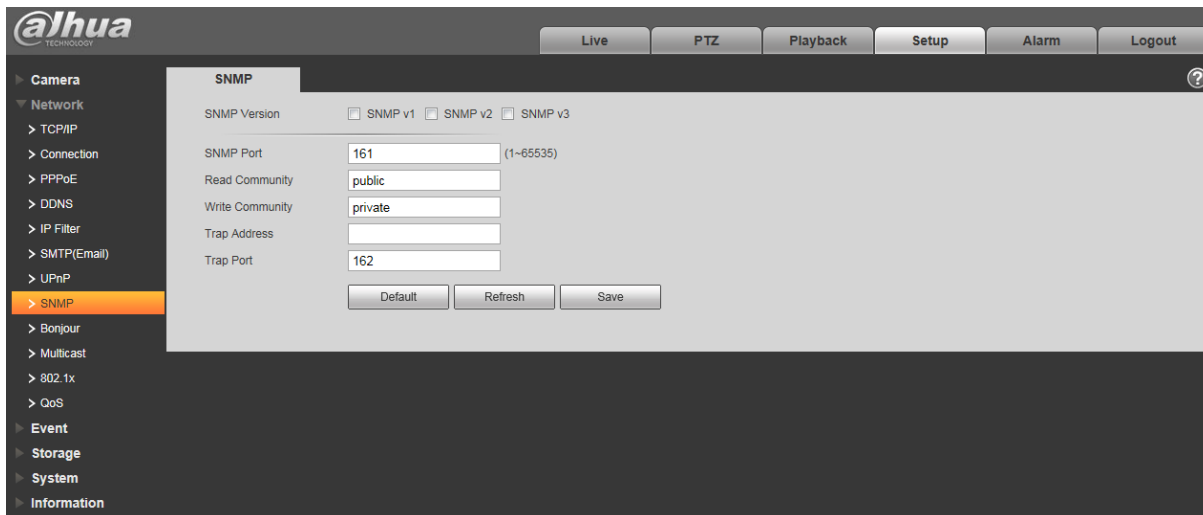 alhua
TECHNOLOGY
Live PTZ Playback Setup Alarm Logout
Camera
Network
> TCP/IP
> Connection
> PPPoE
> DDNS
> IP Filter
> SMTP(Email)
> UPnP
> SNMP
> Bonjour
> Multicast
> 802.1x
> QoS
Event
Storage
System
Information
SNMP
?
SNMP Version SNMP v1 SNMP v2 SNMP v3
SNMP Port 161 (1~65535)
Read Community public
Write Community private
Trap Address
Trap Port 162
Default Refresh Save